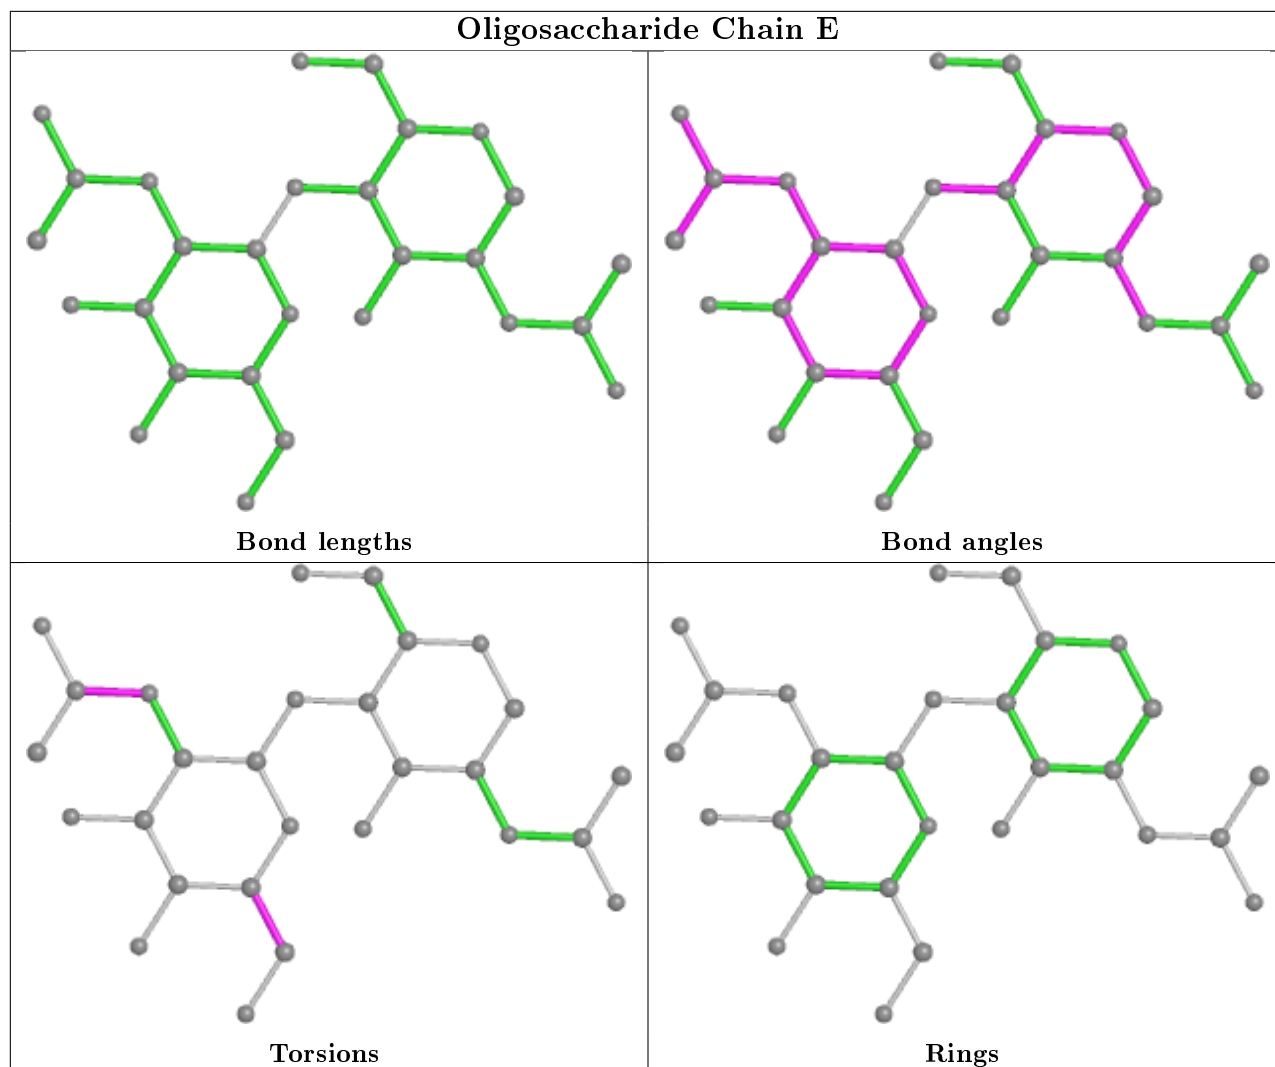 Oligosaccharide Chain E
Bond lengths
Bond angles
Torsions
Rings